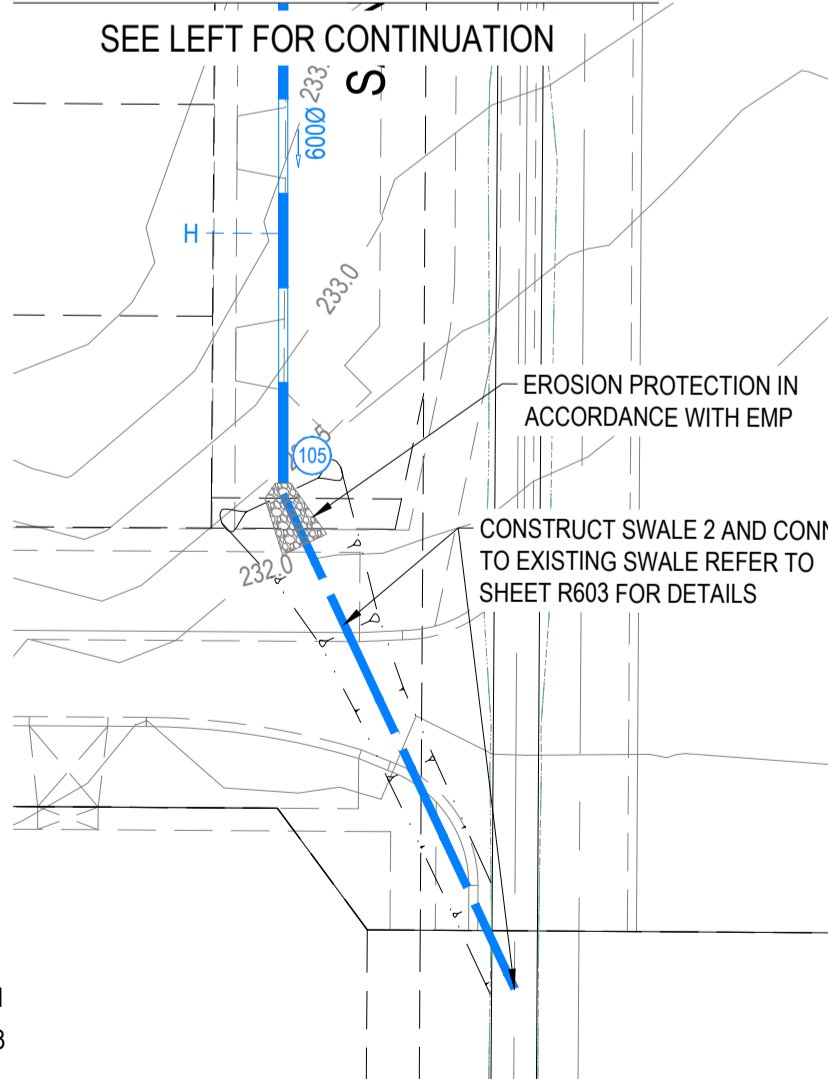 SEE LEFT FOR CONTINUATION
S
233.
600Ø
H
233.0
EROSION PROTECTION IN
ACCORDANCE WITH EMP
105
CONSTRUCT SWALE 2 AND CONN
TO EXISTING SWALE REFER TO
SHEET R603 FOR DETAILS
232.0